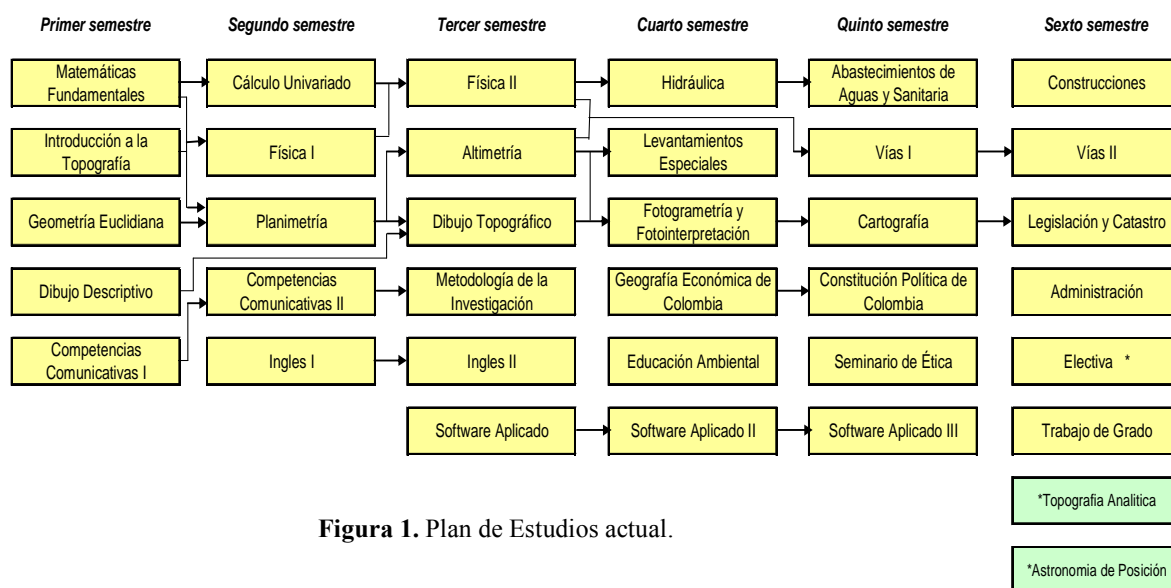 Primer semestre Segundo semestre Tercer semestre Cuarto semestre Quinto semestre Sexto semestre
Matemáticas
Fundamentales
Cálculo Univariado
Física II
Hidráulica
Abastecimientos de
Aguas y Sanitaria
Construcciones
Introducción a la
Topografía
Física I
Altimetría
Levantamientos
Especiales
Vías I
Vías II
Geometría Euclidiana
Planimetría
Dibujo Topográfico
Fotogrametría y
Fotointerpretación
Cartografía
Legislación y Catastro
Dibujo Descriptivo
Competencias
Comunicativas II
Metodología de la
Investigación
Geografía Económica de
Colombia
Constitución Política de
Colombia
Administración
Competencias
Comunicativas I
Ingles I
Ingles II
Educación Ambiental
Seminario de Ética
Electiva *
Software Aplicado
Software Aplicado II
Software Aplicado III
Trabajo de Grado
*Topografia Analitica
*Astronomia de Posición
Figura 1. Plan de Estudios actual.